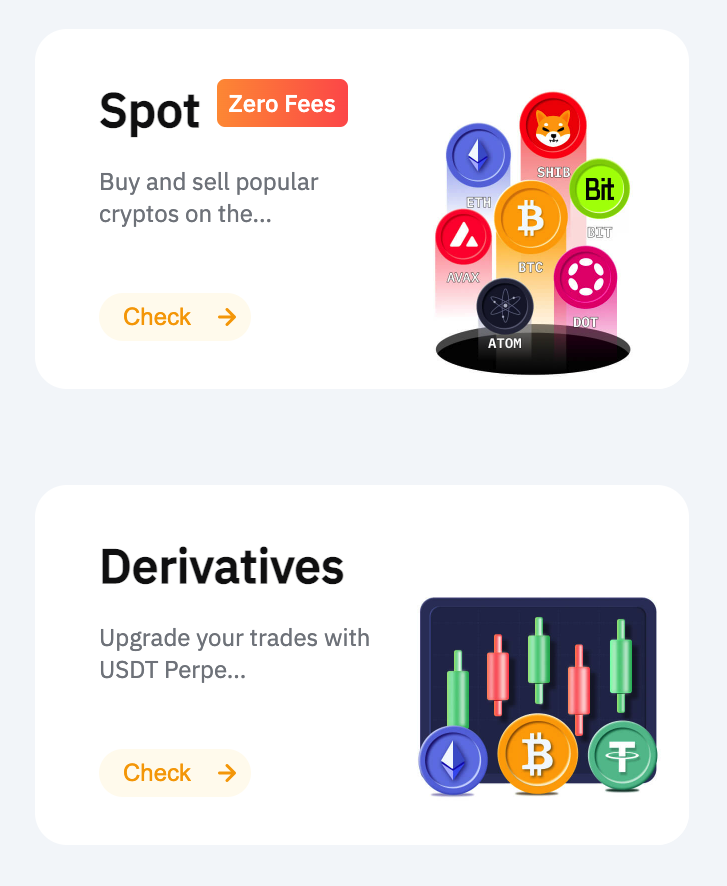 Spot Zero Fees
Buy and sell popular
cryptos on the...
Check
SHIB
ETH
Bit
BIT
BTC
AVAX
DOT
ATOM
Derivatives
Upgrade your trades with
USDT Perpe...
Check